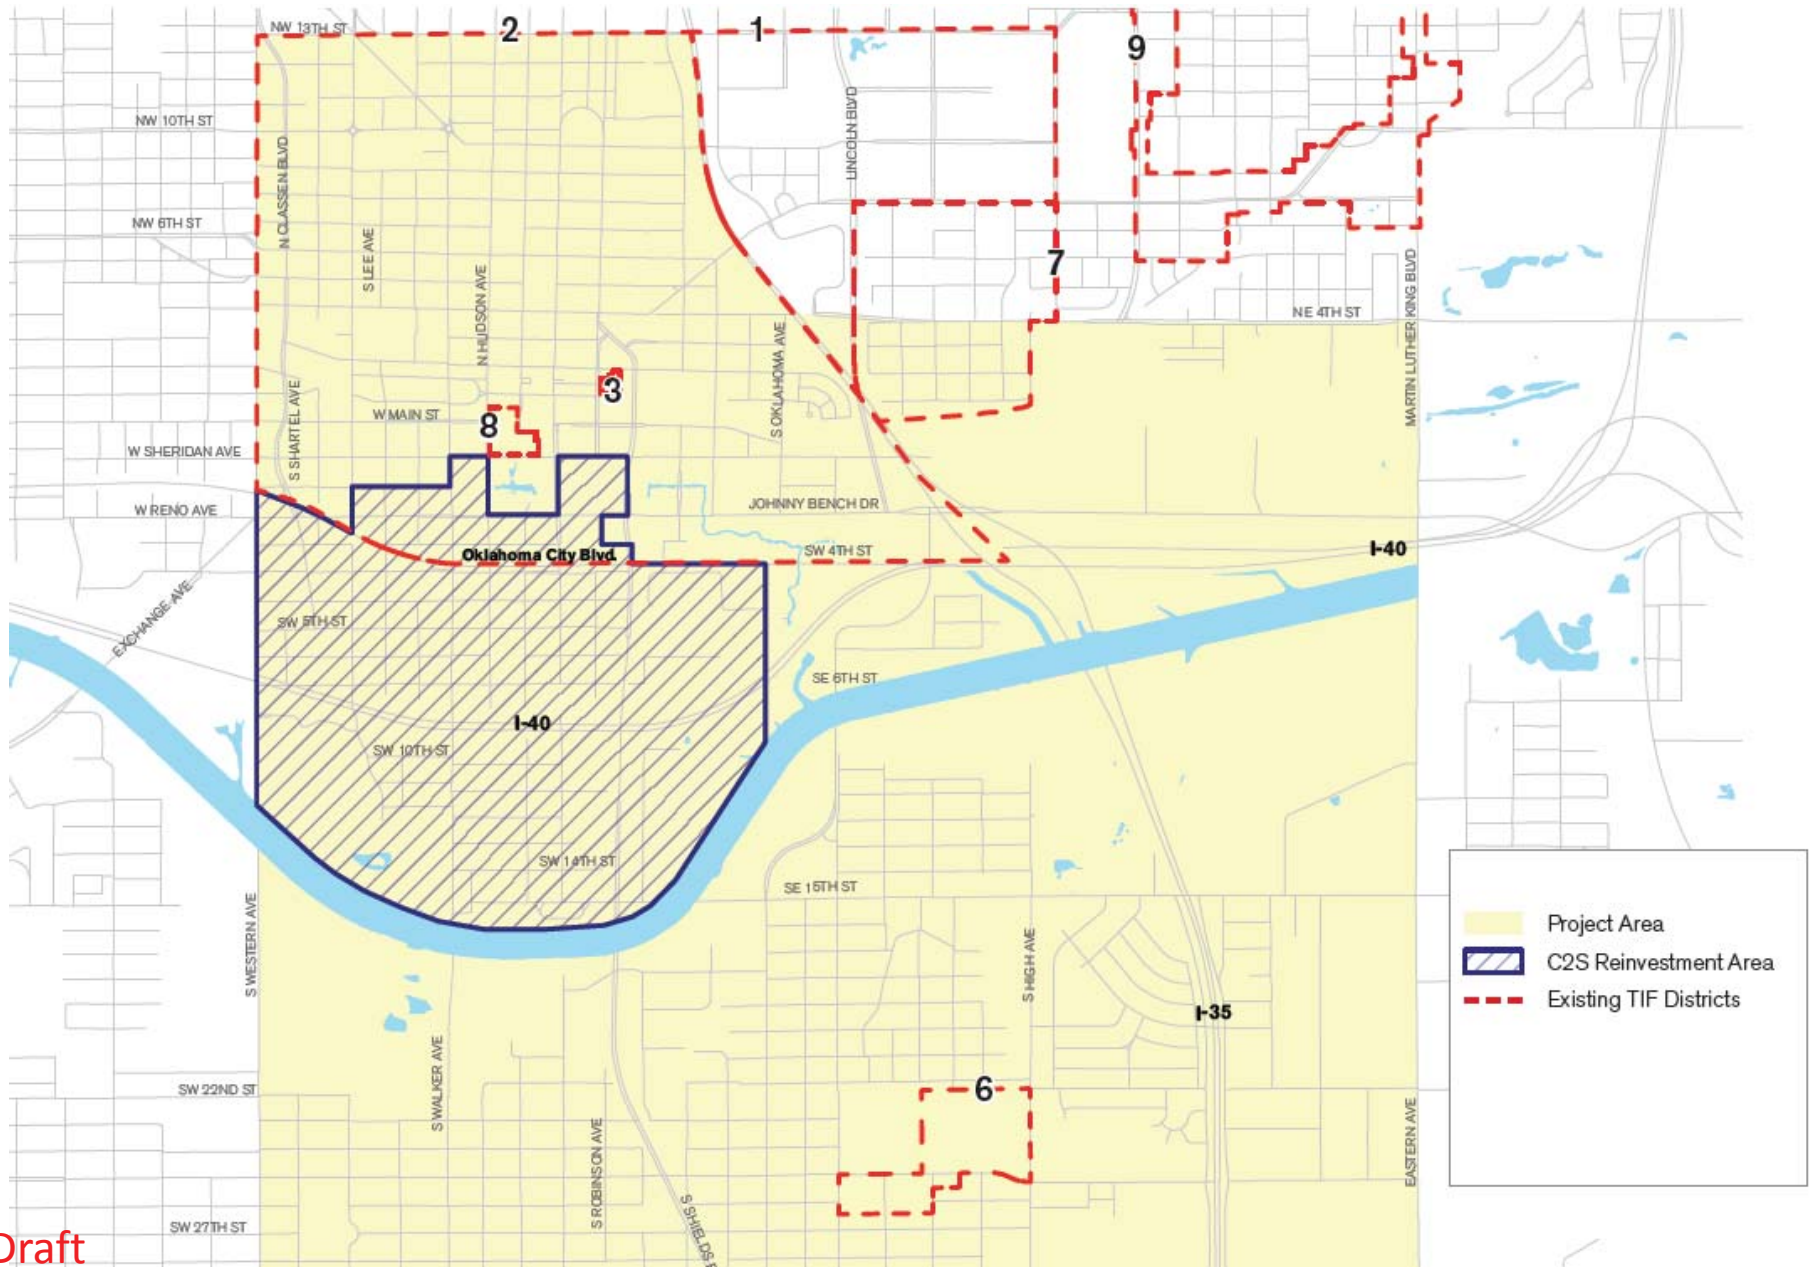 NW 13TH ST
2
1
9
NW 10TH ST
N CLASSEN BLVD
LINCOLN BLVD
NW 6TH ST
S LEE AVE
N HUDSON AVE
7
NE 4TH ST
MARTIN LUTHER KING BLVD
S OKLAHOMA AVE
3
S SHARTEL AVE
W MAIN ST
8
W SHERIDAN AVE
W RENO AVE
JOHNNY BENCH DR
Oklahoma City Blvd.
SW 4TH ST
I-40
EXCHANGE AVE
SW 5TH ST
SE 6TH ST
I-40
SW 10TH ST
SW 14TH ST
SE 15TH ST
S WESTERN AVE
S HIGH AVE
I-35
Project Area
C2S Reinvestment Area
Existing TIF Districts
S WALKER AVE
SW 22ND ST
6
EASTERN AVE
S ROBINSON AVE
S SHIELDS
SW 27TH ST
Draft